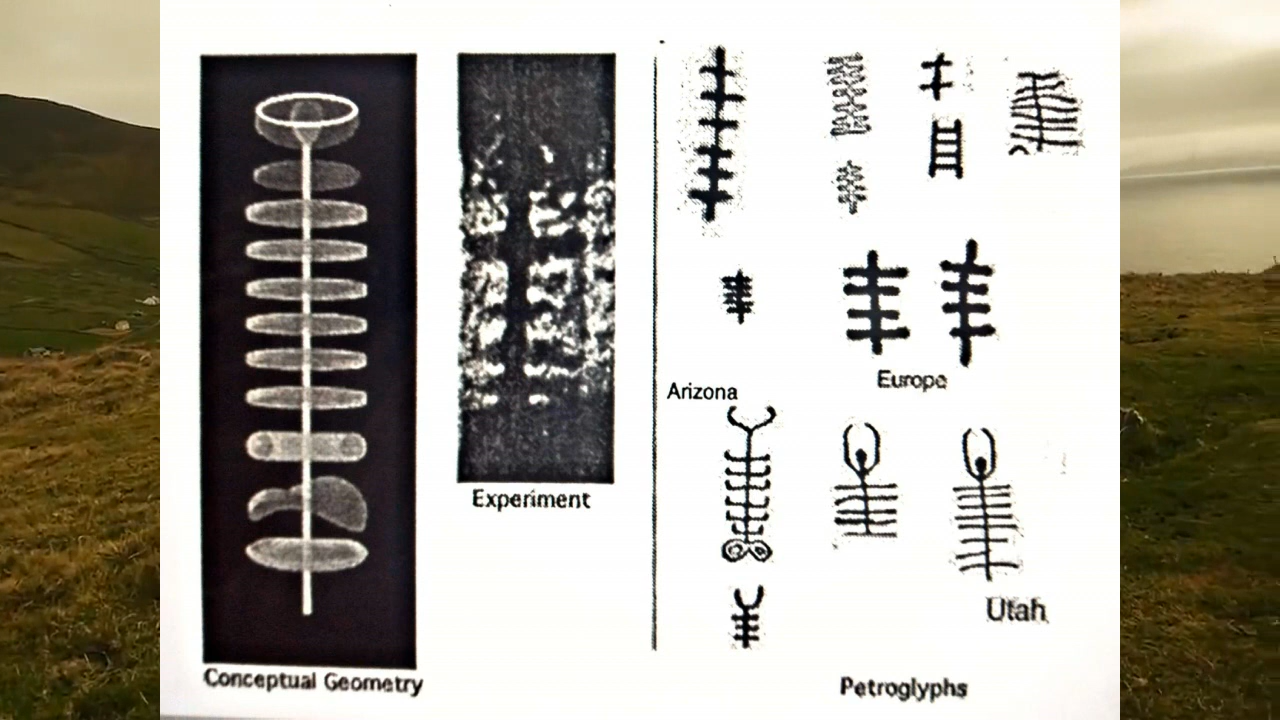 Conceptual Geometry
Experiment
Arizona
Europe
Utah
Petroglyphs